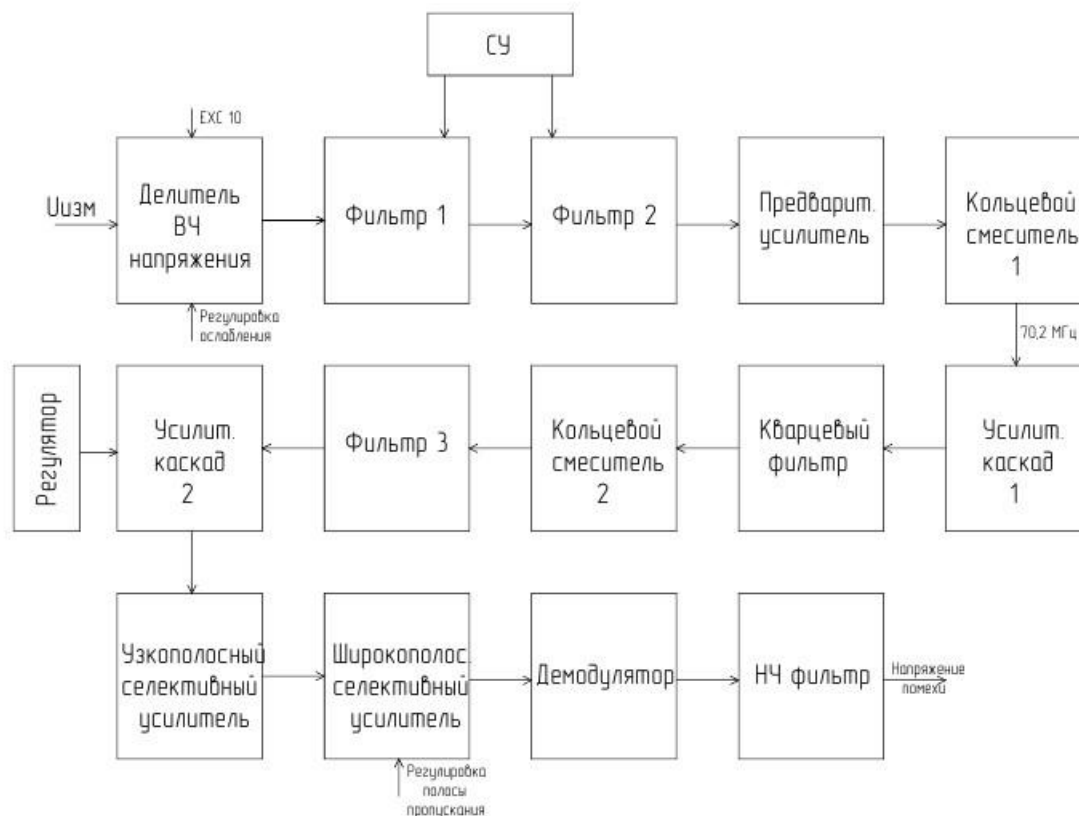 СУ
EXC 10
Uизм
Делитель
ВЧ
напряжения
Фильтр 1
Фильтр 2
Предварит.
усилитель
Кольцевой
смеситель
1
Регулировка
ослабления
70,2 МГц
Регулятор
Усилит.
каскад
2
Фильтр 3
Кольцевой
смеситель
2
Кварцевый
фильтр
Усилит.
каскад
1
Узкополосный
селективный
усилитель
Широкополос.
селективный
усилитель
Демодулятор
НЧ фильтр
Напряжение
помехи
Регулировка
полосы
пропускания